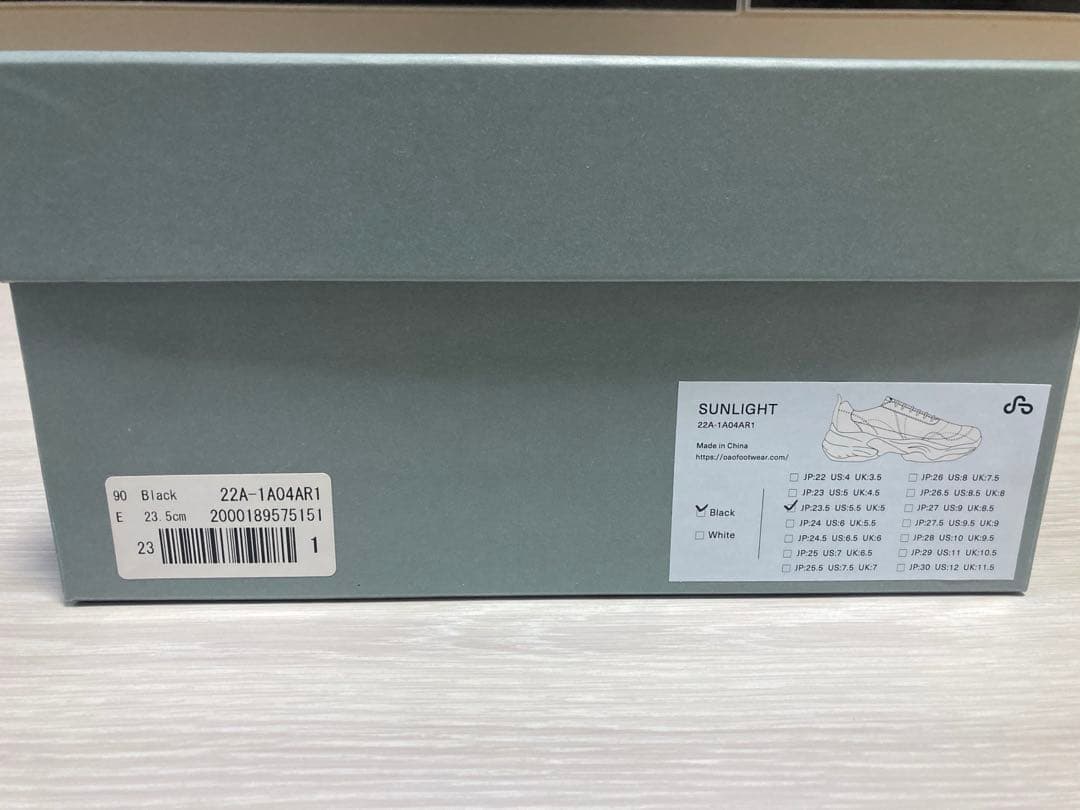 90 Black 22A-1A04AR1
E 23.5cm 2000189575151
23 1
SUNLIGHT
22A-1A04AR1
Made in China
https://oaofootwear.com/
Black
White
JP:22 US:4 UK:3.5
JP:23 US:5 UK:4.5
JP:23.5 US:5.5 UK:5
JP:24 US:6 UK:5.5
JP:24.5 US:6.5 UK:6
JP:25 US:7 UK:6.5
JP:25.5 US:7.5 UK:7
JP:26 US:8 UK:7.5
JP:26.5 US:8.5 UK:8
JP:27 US:9 UK:8.5
JP:27.5 US:9.5 UK:9
JP:28 US:10 UK:9.5
JP:29 US:11 UK:10.5
JP:30 US:12 UK:11.5